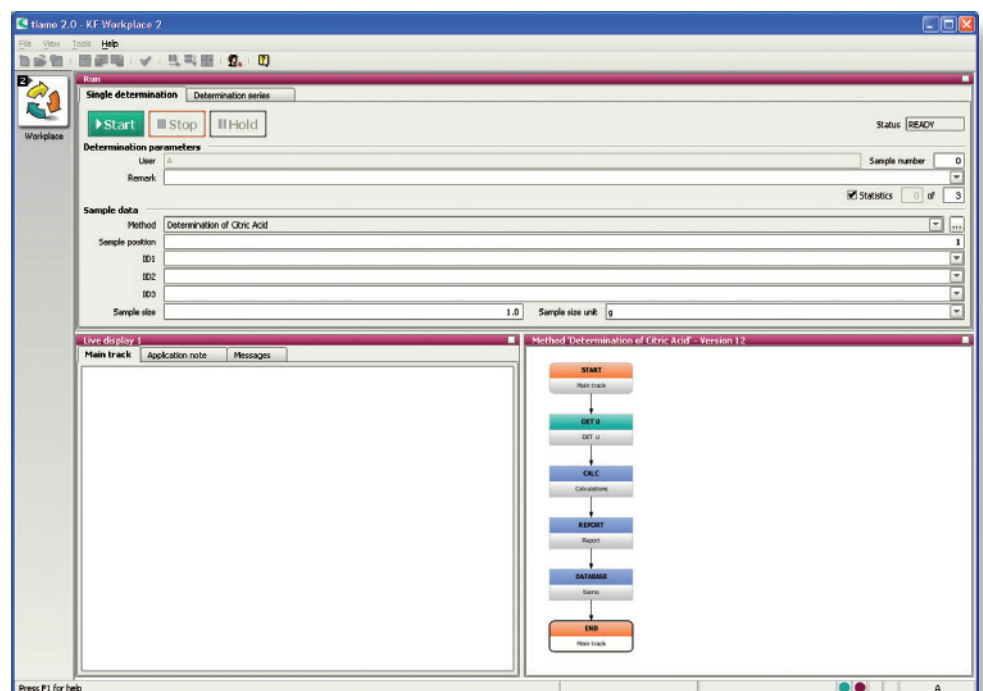 tiamo 2.0 - KF Workplace 2
File View Tools Help
2
Workplace
Run
Single determination Determination series
Start Stop Hold
Status READY
Determination parameters
User A Sample number 0
Remark
Statistics 0 of 3
Sample data
Method Determination of Citric Acid ...
Sample position 1
ID1
ID2
ID3
Sample size 1.0 Sample size unit g
Live display 1
Main track Application note Messages
Method 'Determination of Citric Acid' - Version 12
START
Main track
DET U
DET U
CALC
Calculations
REPORT
Report
DATABASE
tiamo
END
Main track
Press F1 for help A